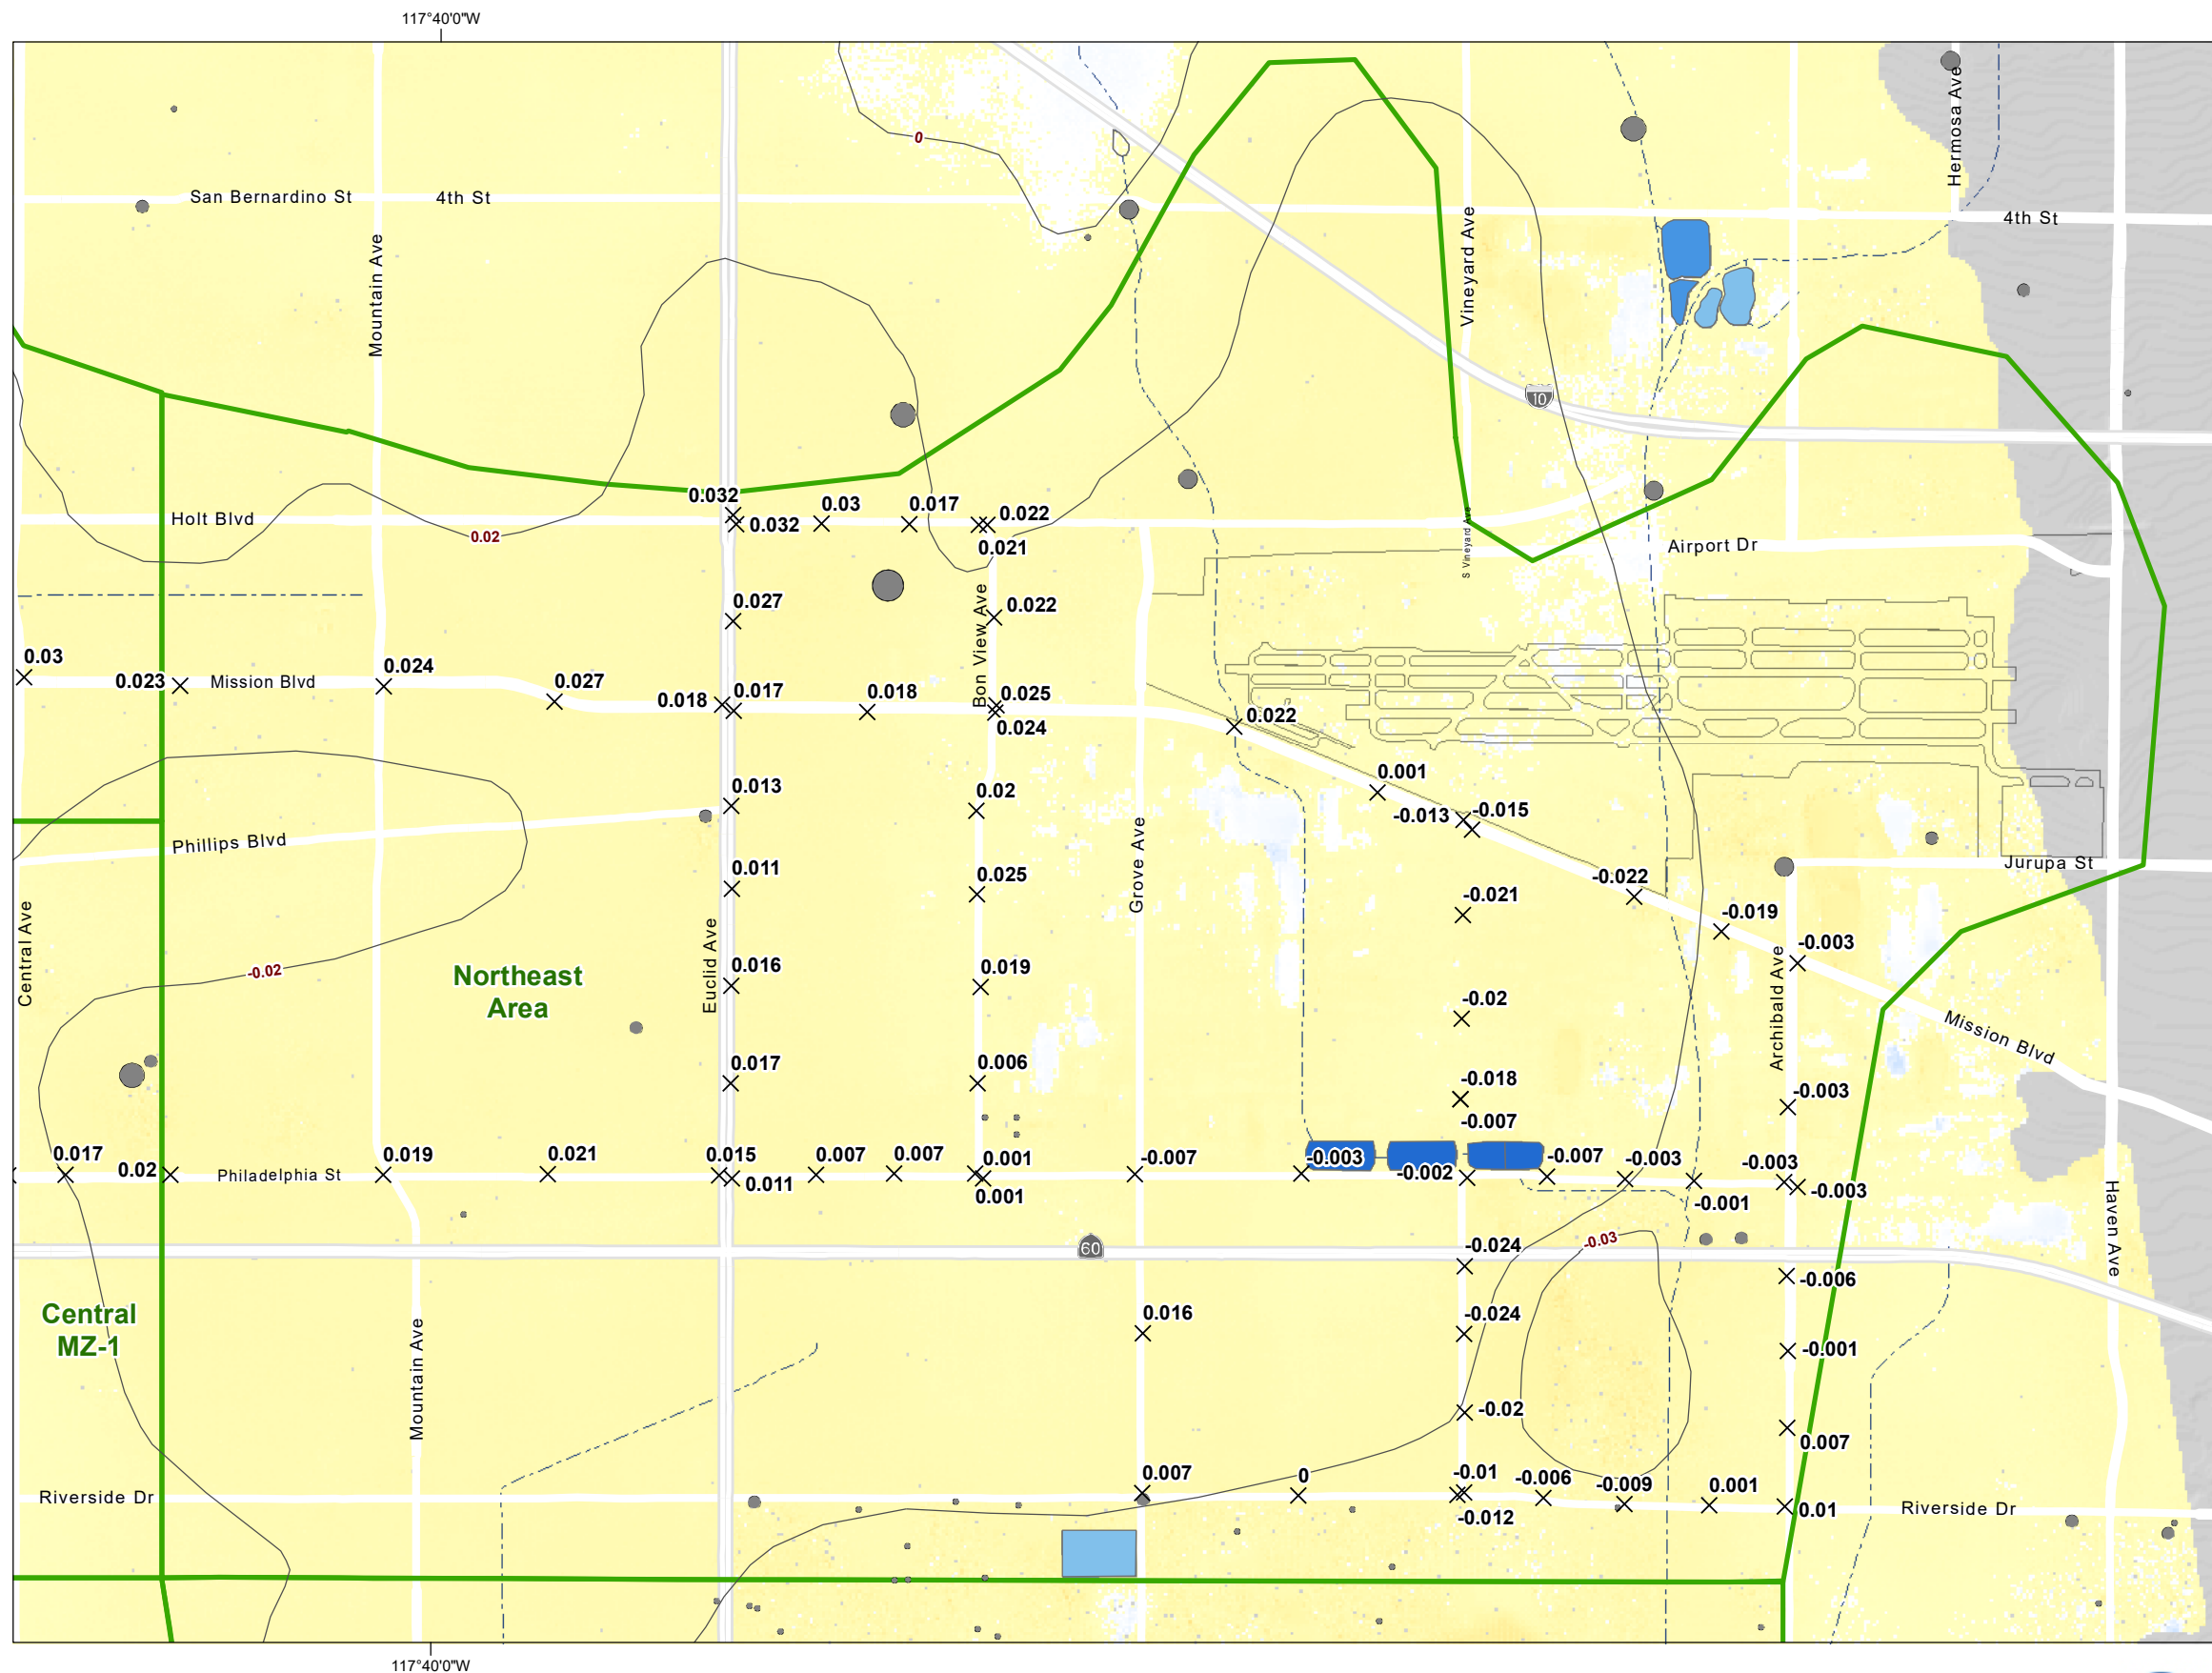 117°40'0"W
Hermosa Ave
0
San Bernardino St
4th St
4th St
Mountain Ave
Vineyard Ave
10
0.032
0.03
0.017
0.022
Holt Blvd
0.032
0.02
0.021
S Vineyard Ave
Airport Dr
0.027
0.022
Bon View Ave
0.03
0.023
Mission Blvd
0.024
0.027
0.018
0.017
0.018
0.025
0.024
0.022
0.013
0.02
0.001
-0.013
-0.015
Phillips Blvd
Grove Ave
0.011
0.025
-0.021
-0.022
Jurupa St
-0.019
-0.003
Central Ave
Euclid Ave
Archibald Ave
-0.02
Northeast
Area
0.016
0.019
-0.02
Mission Blvd
0.017
0.006
-0.018
-0.003
-0.007
0.017
0.02
Philadelphia St
0.019
0.021
0.015
0.011
0.007
0.007
0.001
0.001
-0.007
-0.003
-0.002
-0.007
-0.003
-0.001
-0.003
-0.003
Haven Ave
60
-0.024
-0.03
-0.006
Central
MZ-1
0.016
-0.024
-0.001
Mountain Ave
-0.02
0.007
0.007
0
-0.01
-0.006
-0.009
0.001
Riverside Dr
-0.012
0.01
Riverside Dr
117°40'0"W